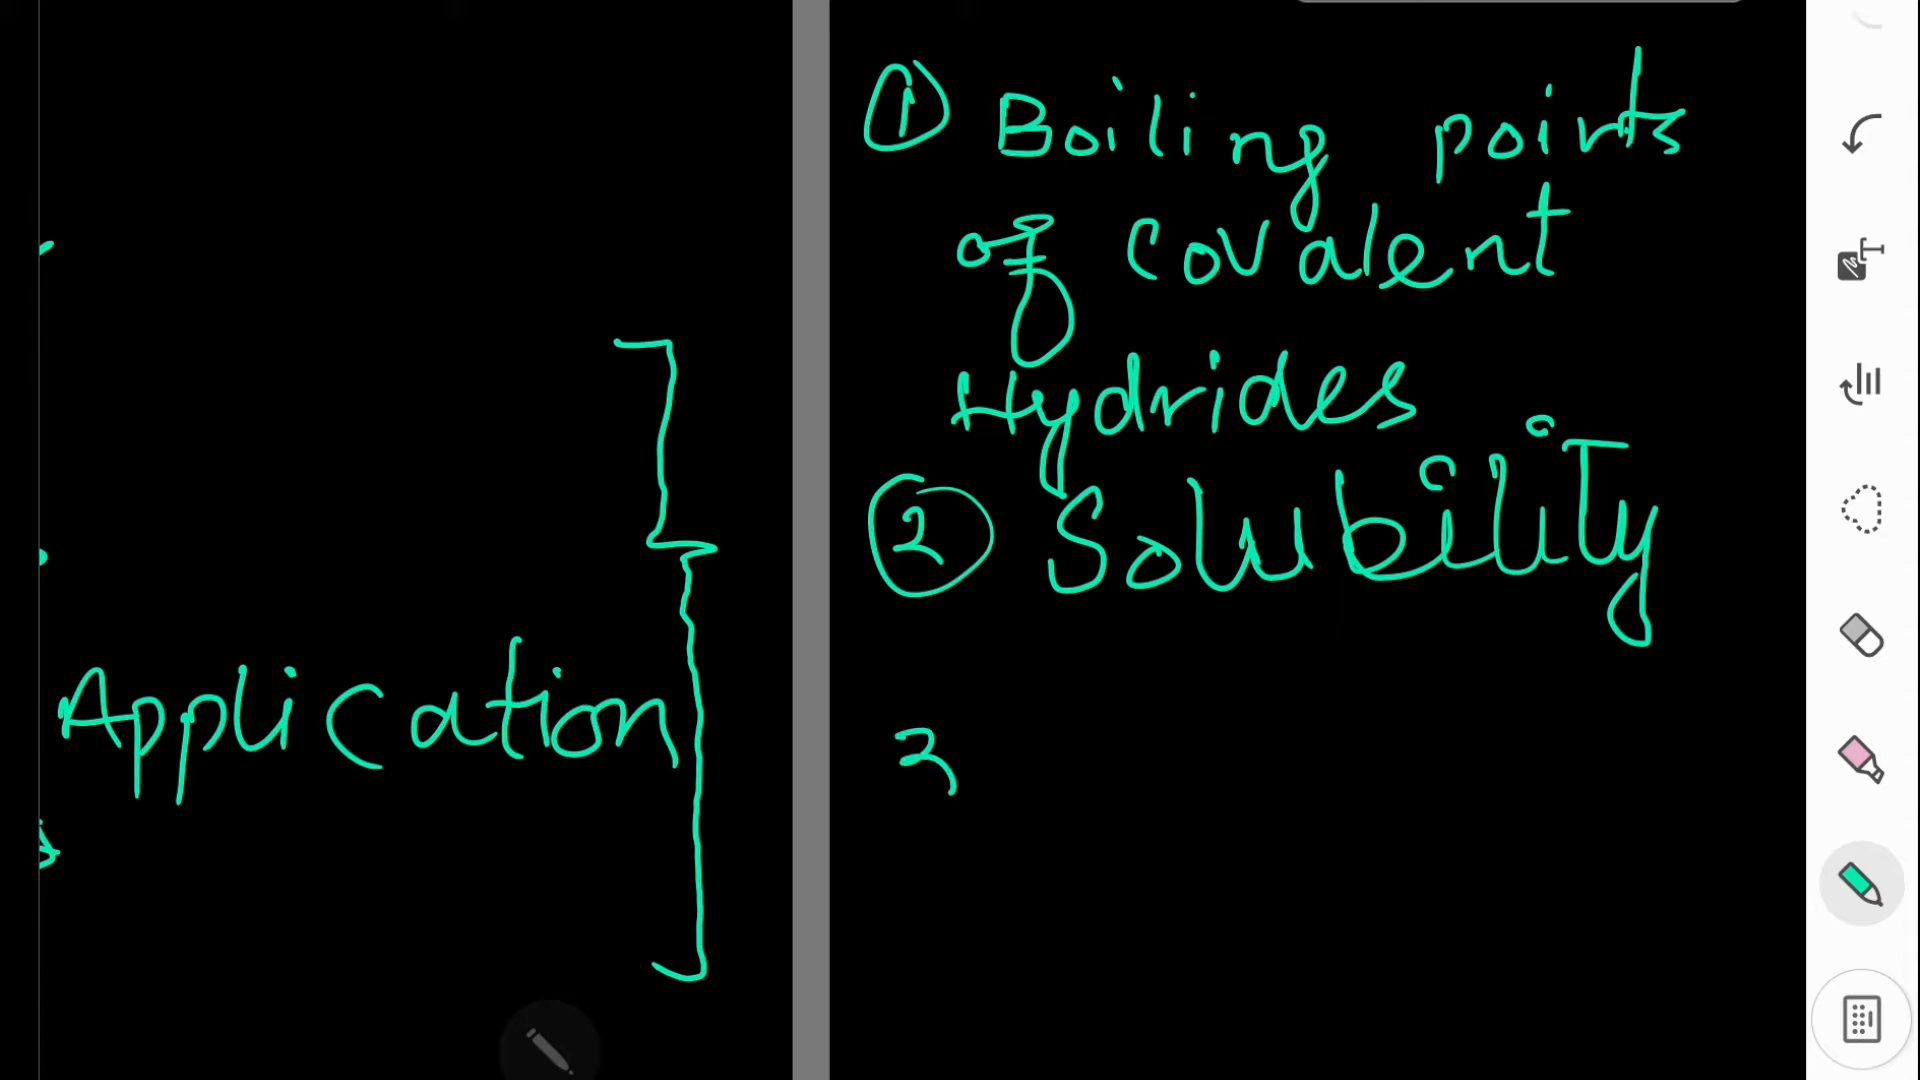 Application
① Boiling points
of Covalent
Hydrides
② Solubility
3